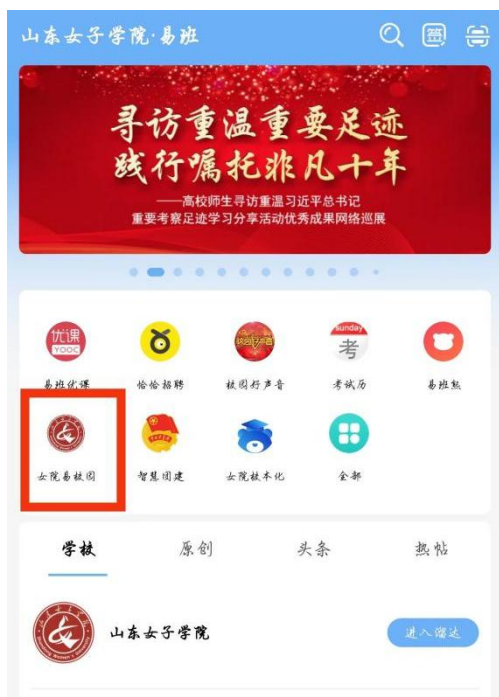 山东女子学院·易班
签
寻访重温重要足迹
践行嘱托非凡十年
——高校师生寻访重温习近平总书记
重要考察足迹学习分享活动优秀成果网络巡展
优课
YOOC
sunday
考
易班优课 恰恰招聘 校园好声音 考试历 易班熊
女院易校园 智慧团建 女院校本化 全部
学校 原创 头条 热帖
山东女子学院
进入溜达